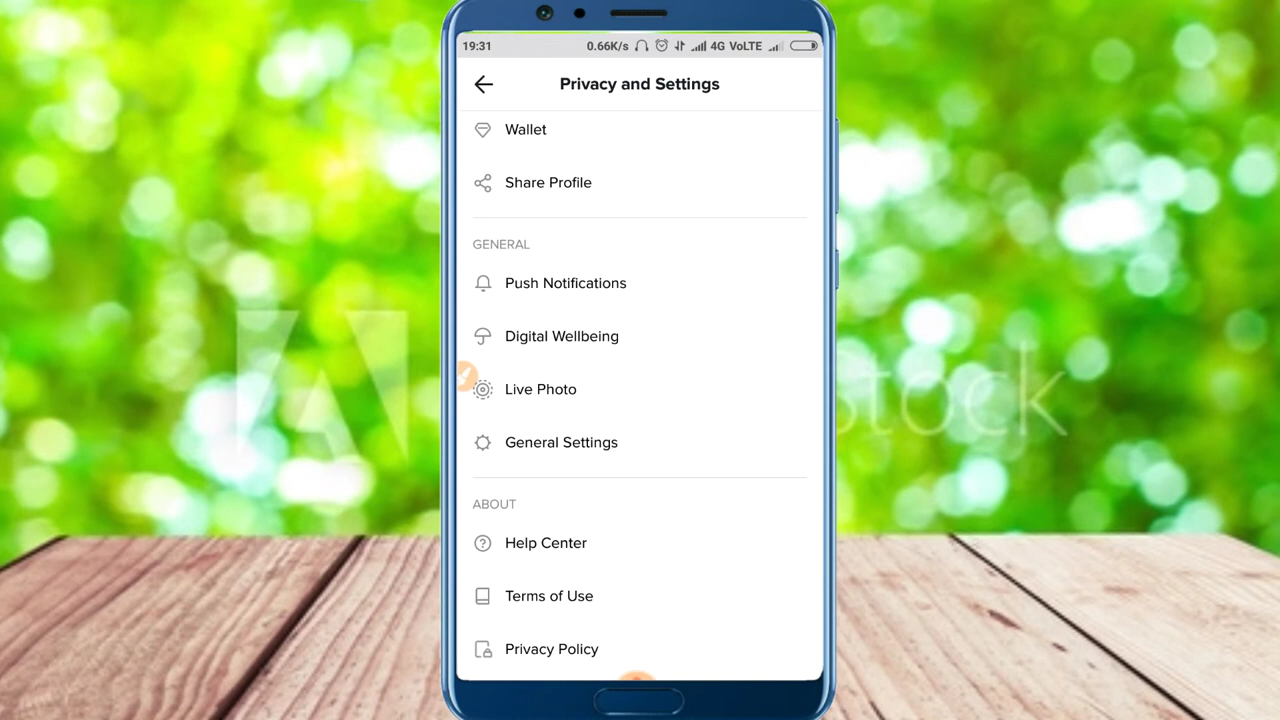 19:31 0.66K/s 4G VoLTE
Privacy and Settings
Wallet
Share Profile
GENERAL
Push Notifications
Digital Wellbeing
Live Photo
General Settings
stock
ABOUT
Help Center
Terms of Use
Privacy Policy